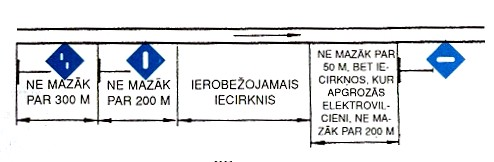 NE MAZĀK
PAR 300 M
NE MAZĀK
PAR 200 M
IEROBEŽOJAMAIS
IECIRKNIS
NE MAZĀK PAR
50 M, BET IE-
CIRKŅOS, KUR
APGROZĀS
ELEKTROVIL-
CIENI, NE MA-
ZĀK PAR 200 M